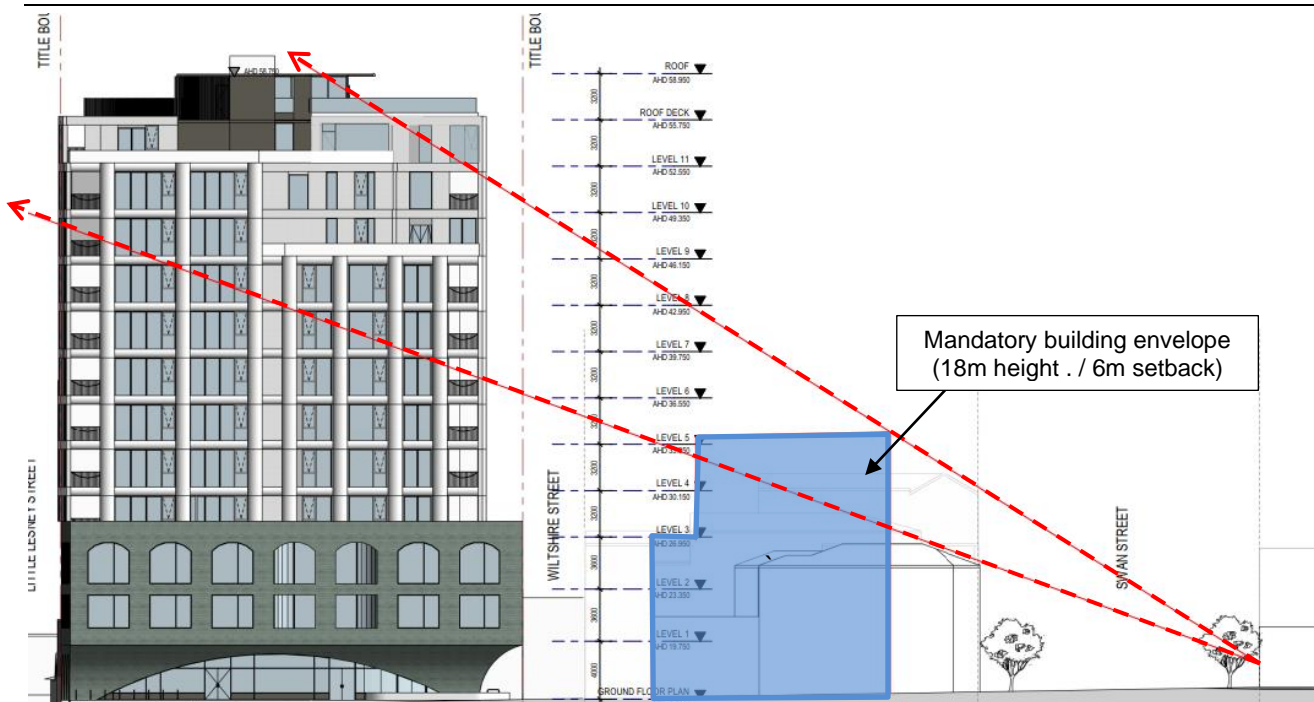 TITLE BOU
TITLE BOU
AHD 58.750
ROOF
AHD 58.950
3200
ROOF DECK
AHD 55.750
3200
LEVEL 11
AHD 52.550
3200
LEVEL 10
AHD 49.350
3200
LEVEL 9
AHD 46.150
3200
LEVEL 8
AHD 42.950
3200
LEVEL 7
AHD 39.750
3200
LEVEL 6
AHD 36.550
3200
LEVEL 5
3200
LEVEL 4
AHD 30.150
3200
LEVEL 3
AHD 26.950
3600
LEVEL 2
AHD 23.350
3600
LEVEL 1
AHD 19.750
4000
GROUND FLOOR PLAN
Mandatory building envelope
(18m height . / 6m setback)
LITTLE LESNEY STREET
WILTSHIRE STREET
SWAN STREET